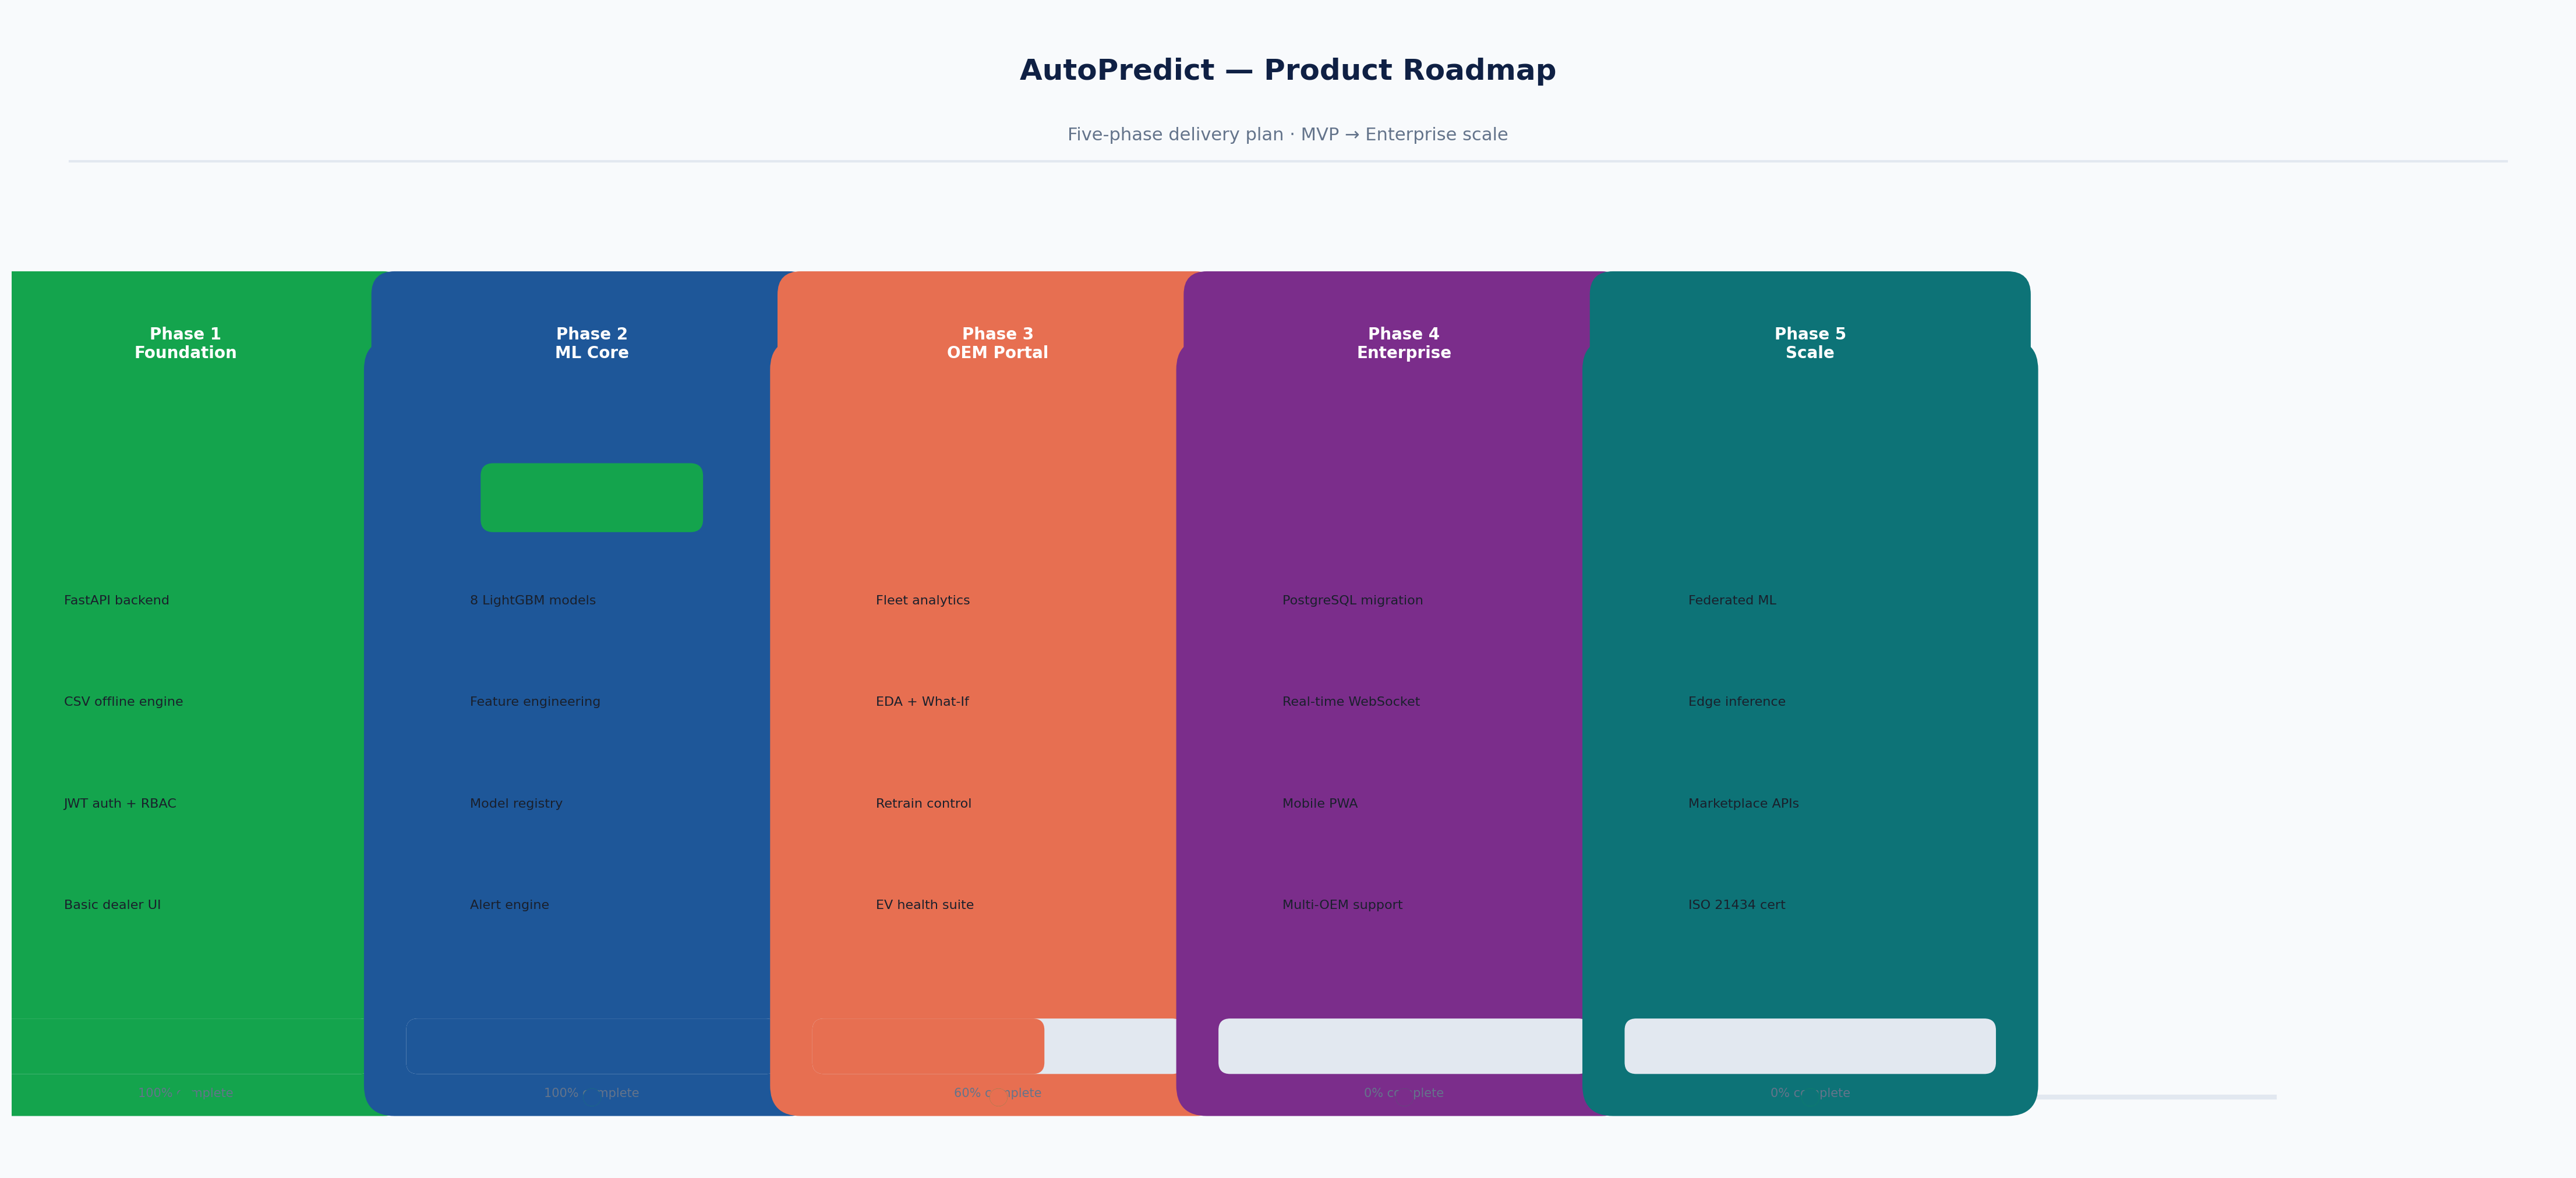 AutoPredict — Product Roadmap
Five-phase delivery plan · MVP → Enterprise scale
Phase 1
Foundation
FastAPI backend
CSV offline engine
JWT auth + RBAC
Basic dealer UI
100%
Phase 2
ML Core
8 LightGBM models
Feature engineering
Model registry
Alert engine
100%
Phase 3
OEM Portal
Fleet analytics
EDA + What-If
Retrain control
EV health suite
60%
Phase 4
Enterprise
PostgreSQL migration
Real-time WebSocket
Mobile PWA
Multi-OEM support
0%
Phase 5
Scale
Federated ML
Edge inference
Marketplace APIs
ISO 21434 cert
0%